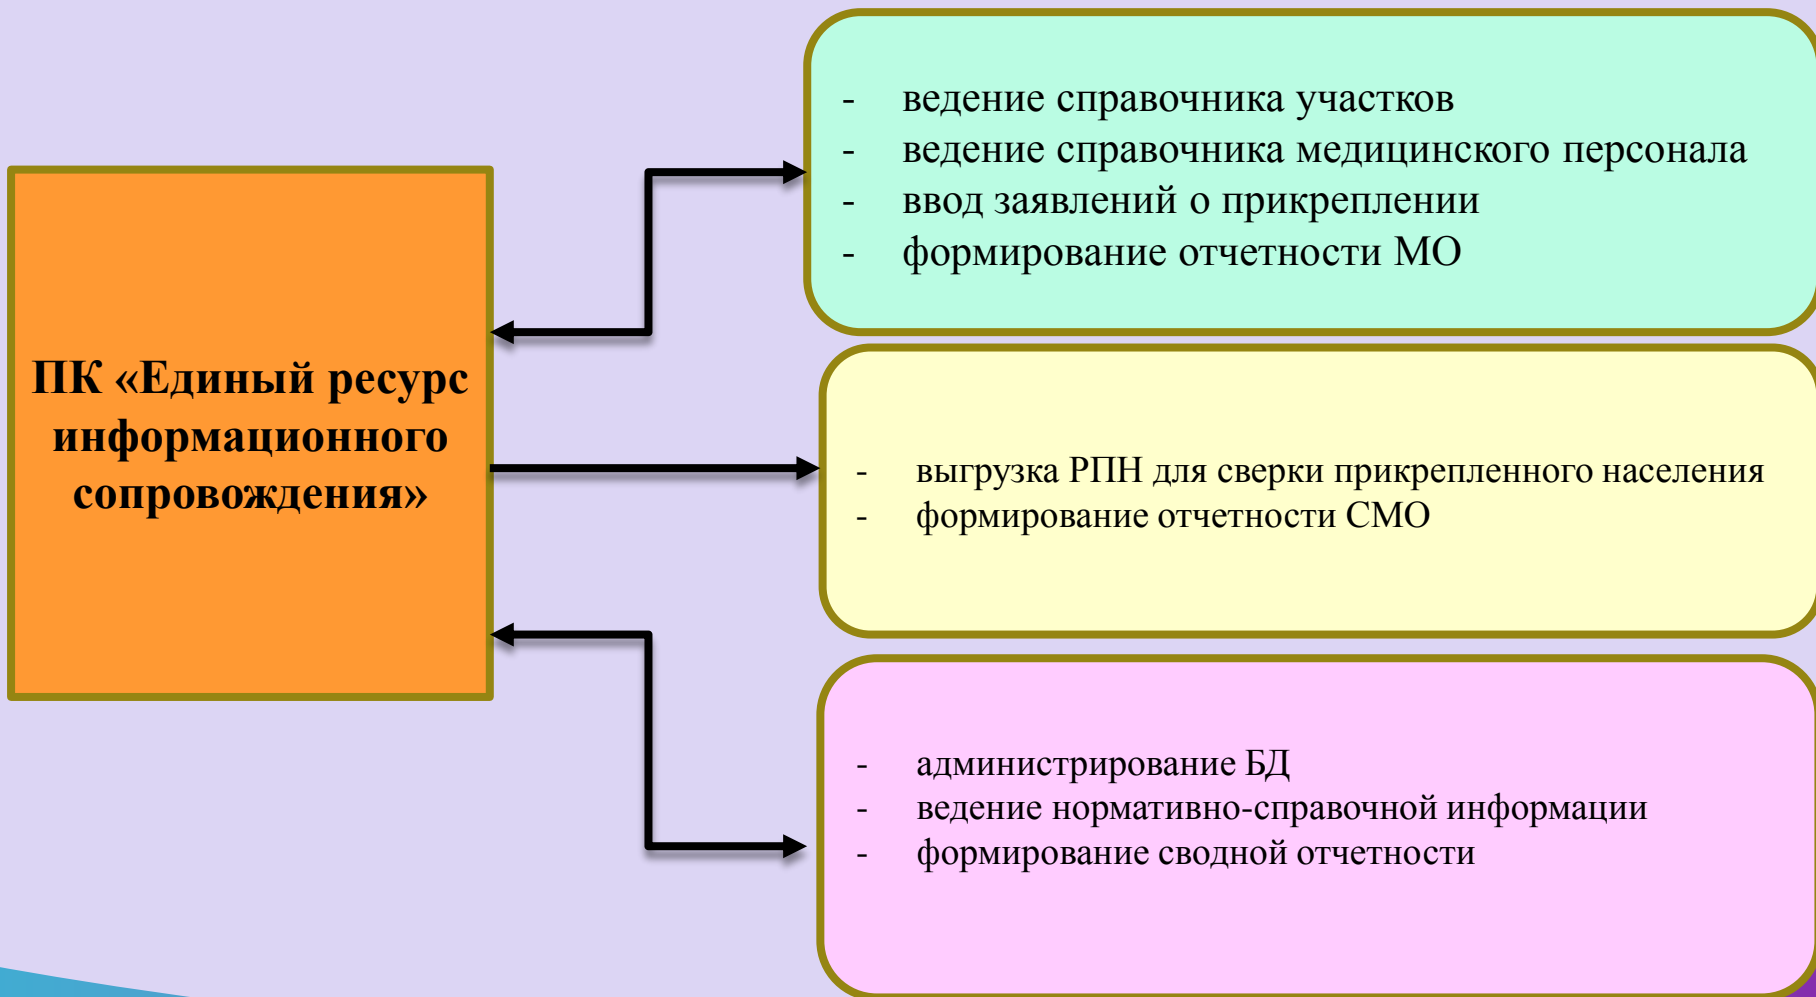 ПК «Единый ресурс
информационного
сопровождения»
- ведение справочника участков
- ведение справочника медицинского персонала
- ввод заявлений о прикреплении
- формирование отчетности МО
- выгрузка РПН для сверки прикрепленного населения
- формирование отчетности СМО
- администрирование БД
- ведение нормативно-справочной информации
- формирование сводной отчетности